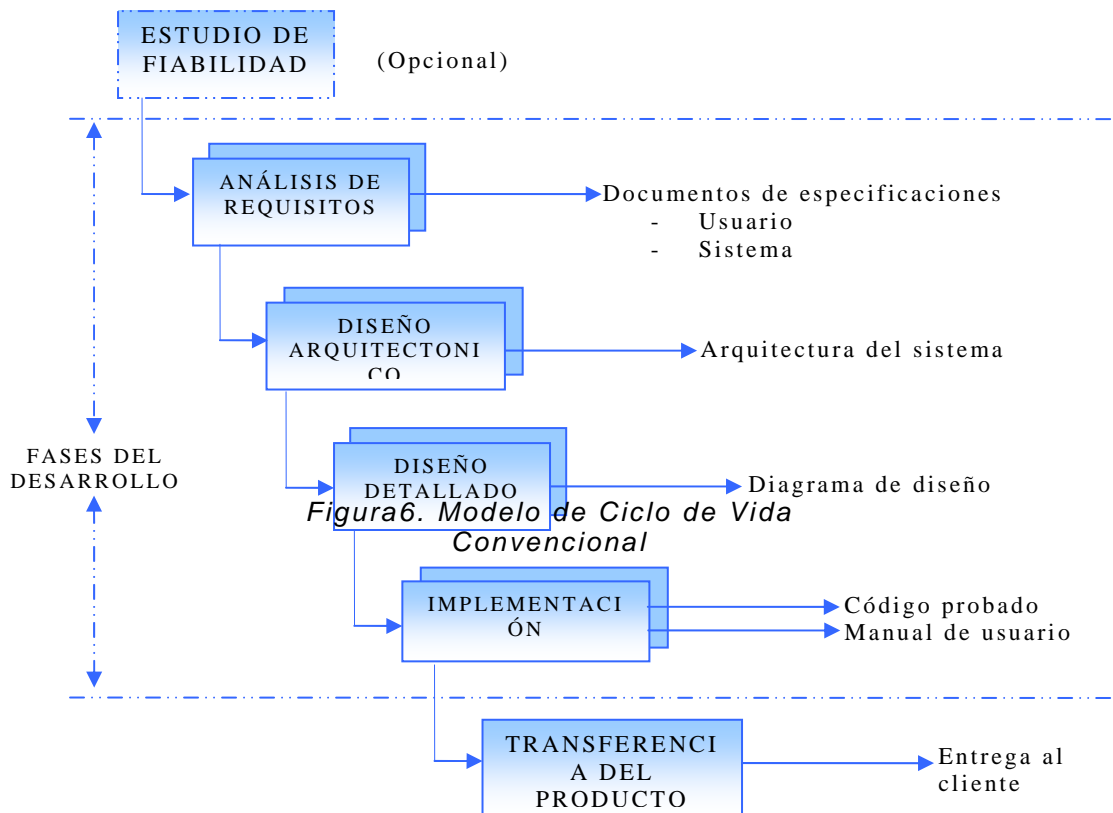 ESTUDIO DE
FIABILIDAD
(Opcional)
ANÁLISIS DE
REQUISITOS
Documentos de especificaciones
- Usuario
- Sistema
DISEÑO
ARQUITECTONI
CO
Arquitectura del sistema
FASES DEL
DESARROLLO
DISEÑO
DETALLADO
Diagrama de diseño
Figura6. Modelo de Ciclo de Vida
Convencional
IMPLEMENTACI
ÓN
Código probado
Manual de usuario
TRANSFERENCI
A DEL
PRODUCTO
Entrega al
cliente